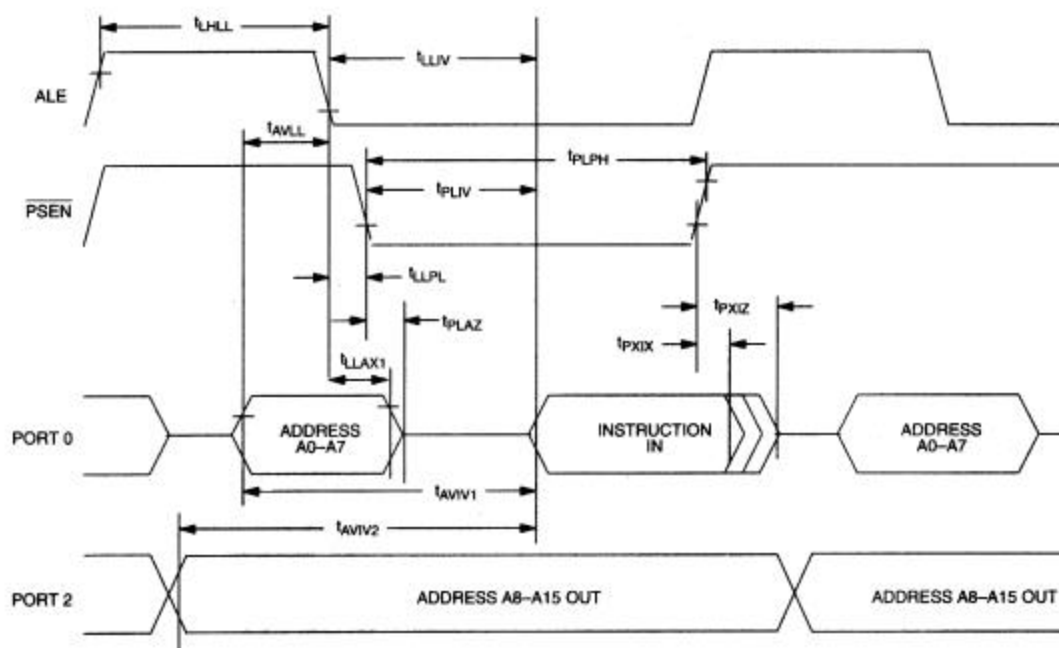 tLHLL
tLLIV
ALE
tAVLL
tPLPH
tPLIV
PSEN
tLLPL
tPXIZ
tPLAZ
tPXIX
tLLAX1
PORT 0
ADDRESS
A0–A7
INSTRUCTION
IN
ADDRESS
A0–A7
tAVIV1
tAVIV2
PORT 2
ADDRESS A8–A15 OUT
ADDRESS A8–A15 OUT